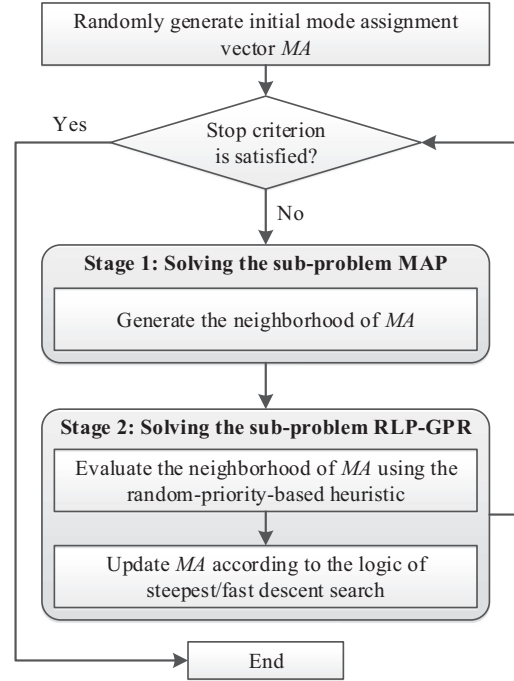 Randomly generate initial mode assignment
vector MA
Yes
Stop criterion
is satisfied?
No
Stage 1: Solving the sub-problem MAP
Generate the neighborhood of MA
Stage 2: Solving the sub-problem RLP-GPR
Evaluate the neighborhood of MA using the
random-priority-based heuristic
Update MA according to the logic of
steepest/fast descent search
End